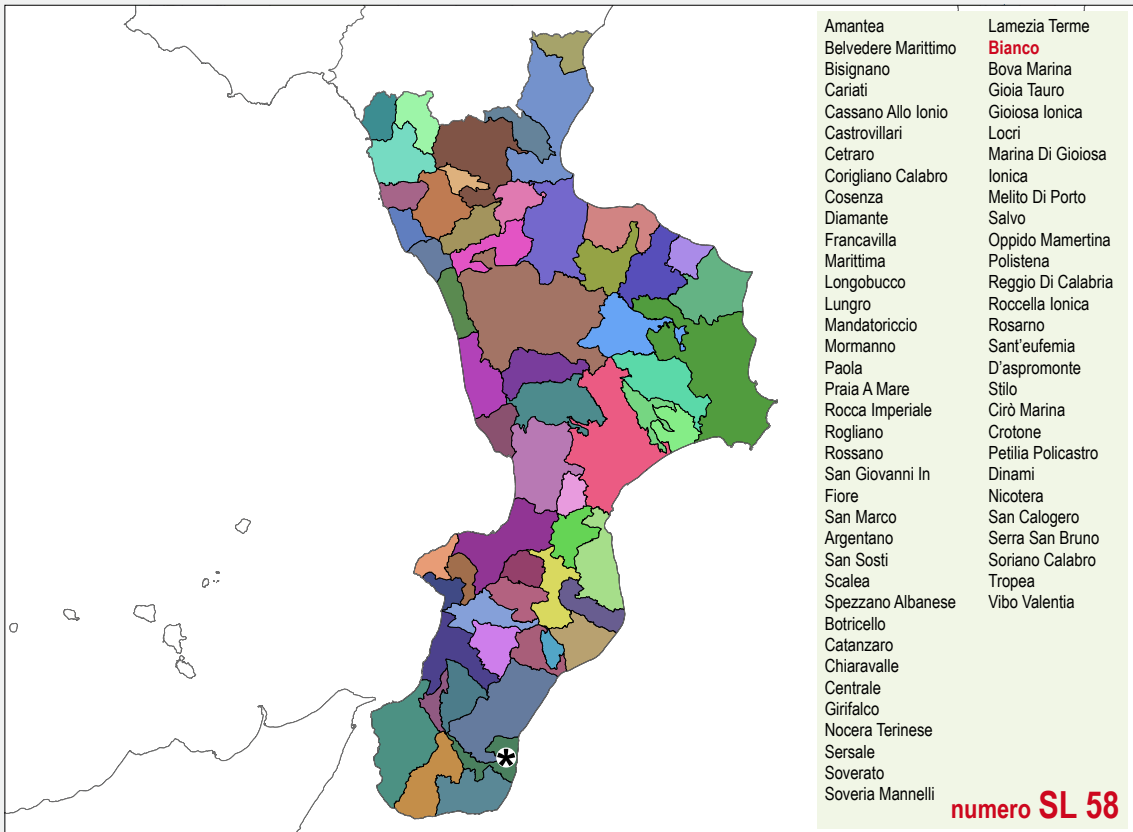 Amantea
Belvedere Marittimo
Bisignano
Cariati
Cassano Allo Ionio
Castrovillari
Cetraro
Corigliano Calabro
Cosenza
Diamante
Francavilla
Marittima
Longobucco
Lungro
Mandatoriccio
Mormanno
Paola
Praia A Mare
Rocca Imperiale
Rogliano
Rossano
San Giovanni In
Fiore
San Marco
Argentano
San Sosti
Scalea
Spezzano Albanese
Botricello
Catanzaro
Chiaravalle
Centrale
Girifalco
Nocera Terinese
Sersale
Soverato
Soveria Mannelli
Lamezia Terme
Bianco
Bova Marina
Gioia Tauro
Gioiosa Ionica
Locri
Marina Di Gioiosa
Ionica
Melito Di Porto
Salvo
Oppido Mamertina
Polistena
Reggio Di Calabria
Roccella Ionica
Rosarno
Sant'eufemia
D'aspromonte
Stilo
Cirò Marina
Crotone
Petilia Policastro
Dinami
Nicotera
San Calogero
Serra San Bruno
Soriano Calabro
Tropea
Vibo Valentia
numero SL 58